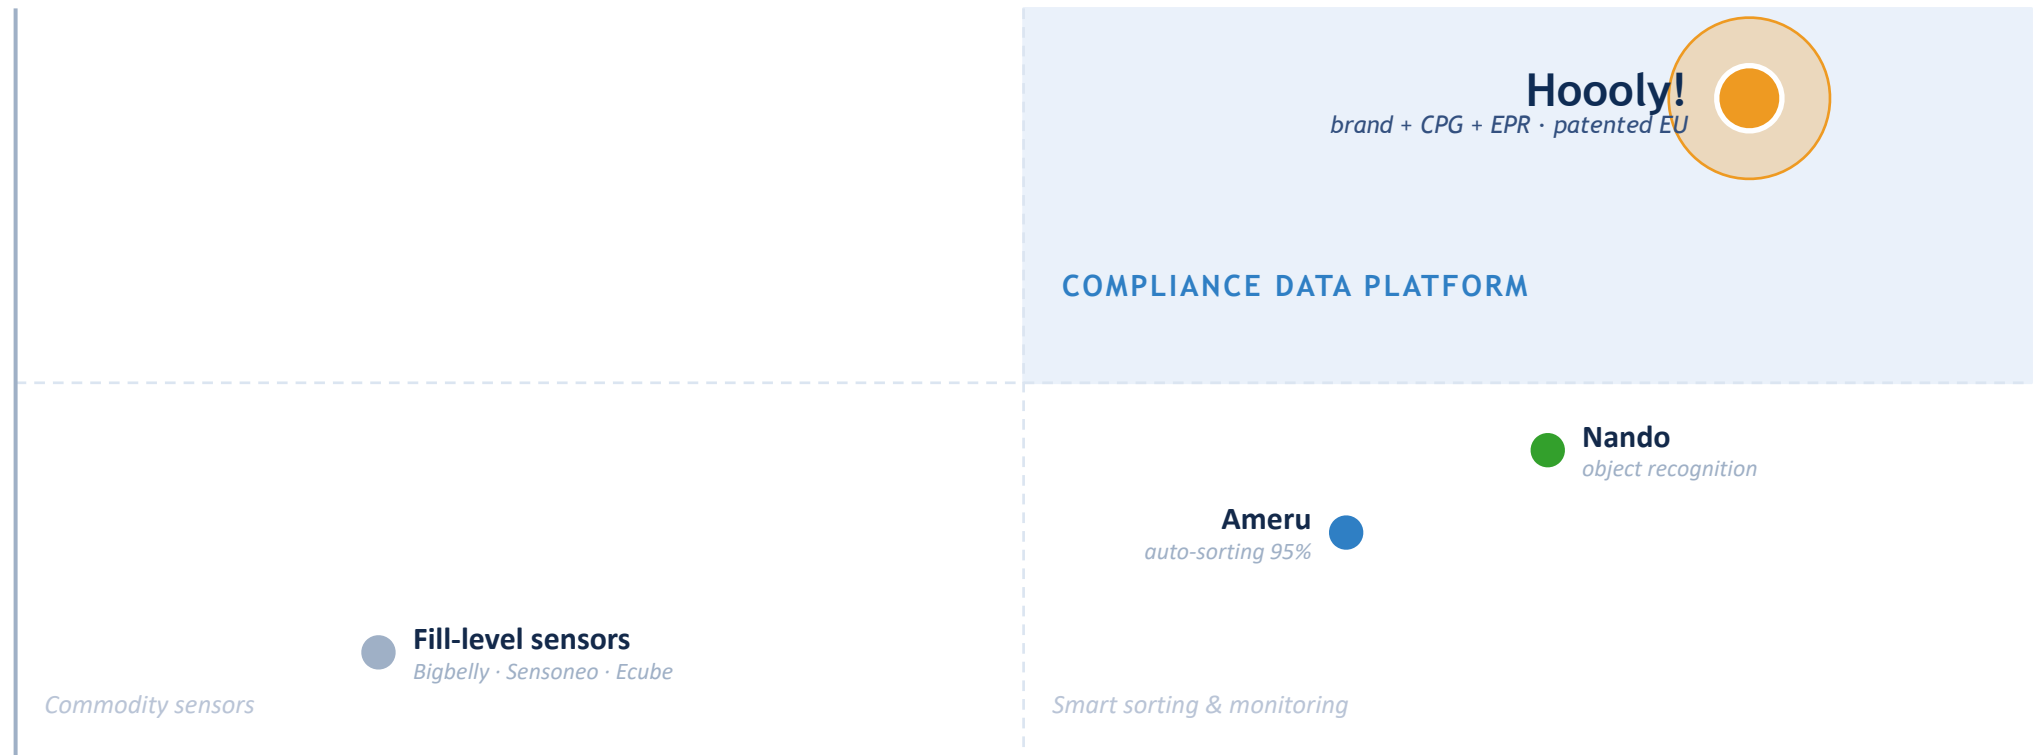 Hoooly!
brand + CPG + EPR · patented EU
COMPLIANCE DATA PLATFORM
Nando
object recognition
Ameru
auto-sorting 95%
Fill-level sensors
Bigbelly · Sensoneo · Ecube
Commodity sensors
Smart sorting & monitoring